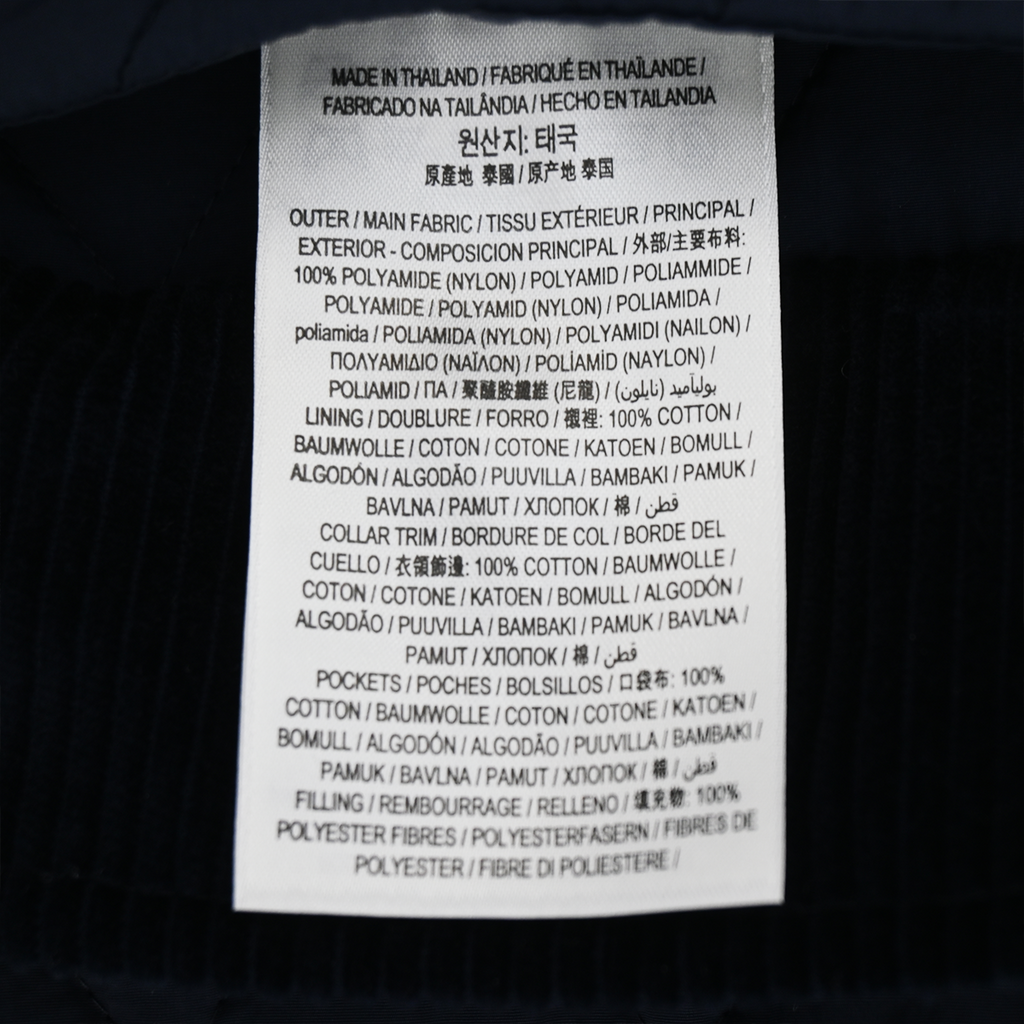 MADE IN THAILAND / FABRIQUÉ EN THAÏLANDE /
FABRICADO NA TAILÂNDIA / HECHO EN TAILANDIA
원산지: 태국
原產地 泰國 / 原产地 泰国
OUTER / MAIN FABRIC / TISSU EXTÉRIEUR / PRINCIPAL /
EXTERIOR - COMPOSICION PRINCIPAL / 外部/主要布料:
100% POLYAMIDE (NYLON) / POLYAMID / POLIAMMIDE /
POLYAMIDE / POLYAMID (NYLON) / POLIAMIDA /
poliamida / POLIAMIDA (NYLON) / POLYAMIDI (NAILON) /
ΠΟΛΥΑΜΙΔΙΟ (ΝΑΪΛΟΝ) / POLİAMİD (NAYLON) /
POLIAMID / ПА / 聚醯胺纖維 (尼龍) / بوليآميد (نايلون) /
LINING / DOUBLURE / FORRO / 襯裡: 100% COTTON /
BAUMWOLLE / COTON / COTONE / KATOEN / BOMULL /
ALGODÓN / ALGODÃO / PUUVILLA / BAMBAKI / PAMUK /
BAVLNA / PAMUT / ХЛОПОК / 棉 / قطن
COLLAR TRIM / BORDURE DE COL / BORDE DEL
CUELLO / 衣領飾邊: 100% COTTON / BAUMWOLLE /
COTON / COTONE / KATOEN / BOMULL / ALGODÓN /
ALGODÃO / PUUVILLA / BAMBAKI / PAMUK / BAVLNA /
PAMUT / ХЛОПОК / 棉 / قطن
POCKETS / POCHES / BOLSILLOS / 口袋布: 100%
COTTON / BAUMWOLLE / COTON / COTONE / KATOEN /
BOMULL / ALGODÓN / ALGODÃO / PUUVILLA / BAMBAKI /
PAMUK / BAVLNA / PAMUT / ХЛОПОК / 棉 / قطن
FILLING / REMBOURRAGE / RELLENO / 填充物: 100%
POLYESTER FIBRES / POLYESTERFASERN / FIBRES DE
POLYESTER / FIBRE DI POLIESTERE /